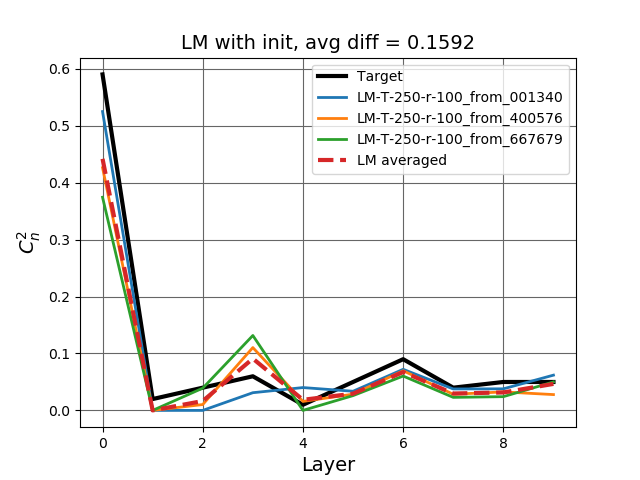 LM with init, avg diff = 0.1592
Target
LM-T-250-r-100_from_001340
LM-T-250-r-100_from_400576
LM-T-250-r-100_from_667679
LM averaged
0.6
0.5
0.4
0.3
0.2
0.1
0.0
C²ₙ
0 2 4 6 8
Layer